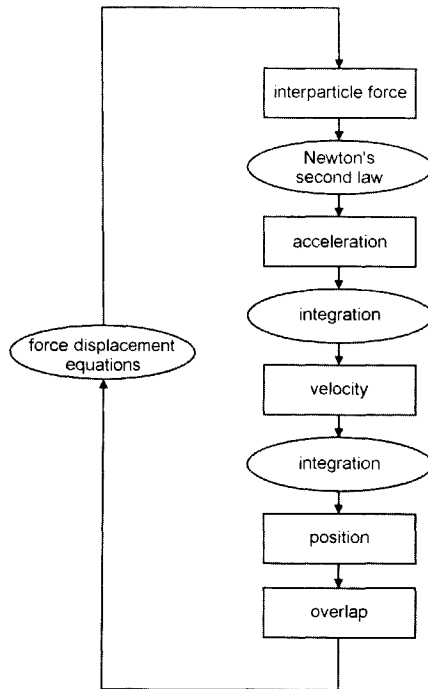 interparticle force
Newton's
second law
acceleration
integration
force displacement
equations
velocity
integration
position
overlap